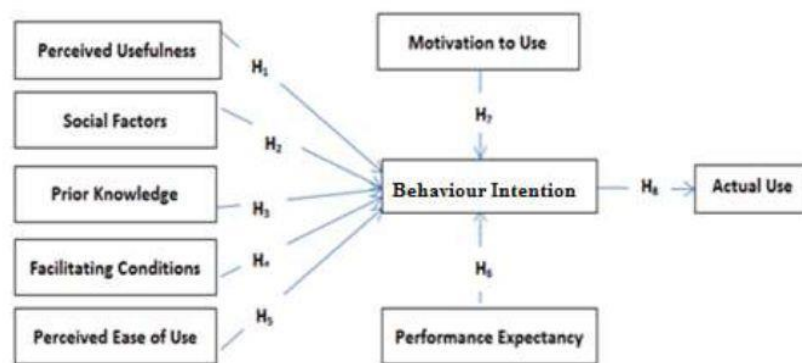 Perceived Usefulness
Motivation to Use
H₁
Social Factors
H₂
H₇
Prior Knowledge
H₃
Behaviour Intention
H₈
Actual Use
Facilitating Conditions
H₄
H₆
H₅
Perceived Ease of Use
Performance Expectancy